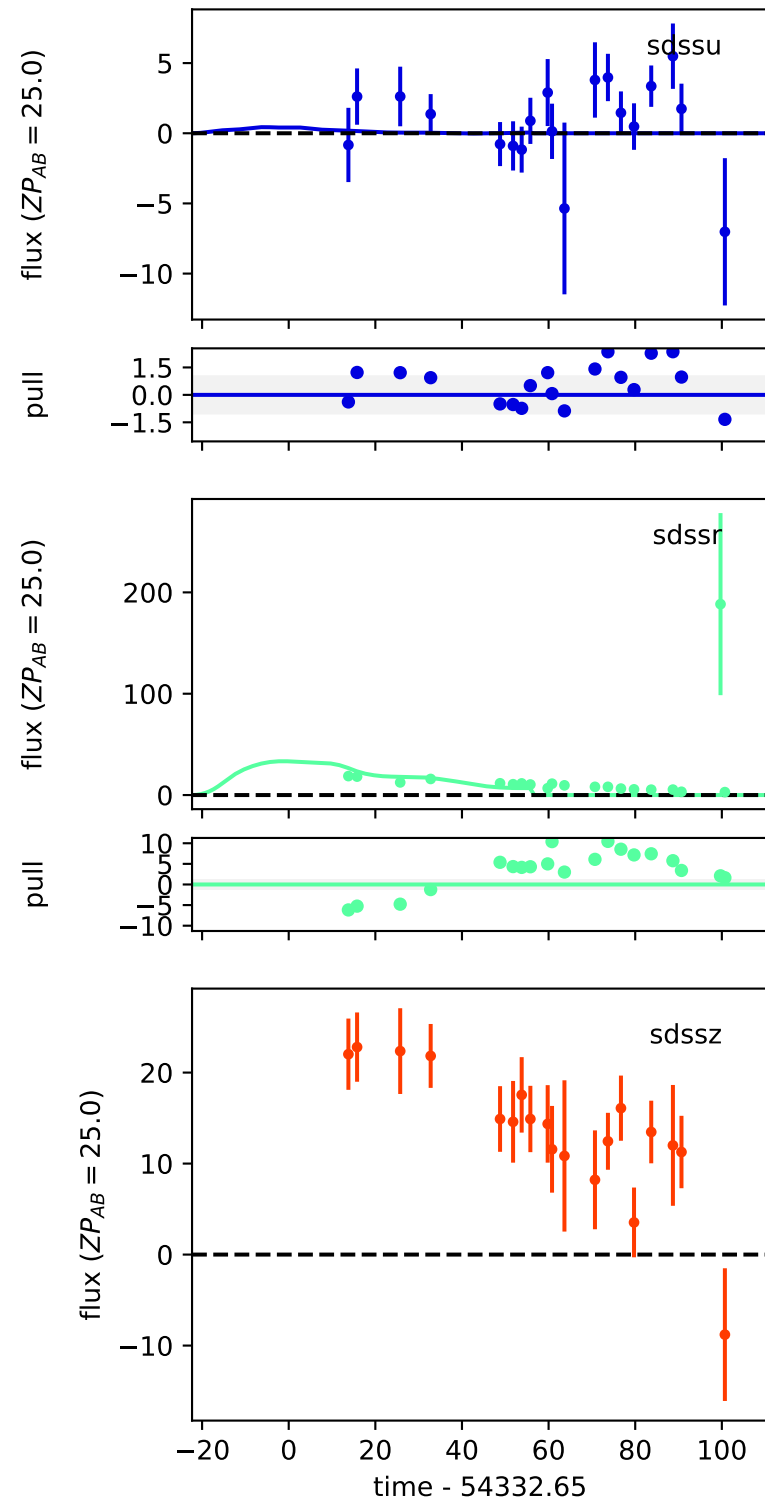 sdssu
flux (ZP_AB = 25.0)
5
0
−5
−10
pull
1.5
0.0
−1.5
sdssr
flux (ZP_AB = 25.0)
200
100
0
pull
10
5
0
−5
−10
sdssz
flux (ZP_AB = 25.0)
20
10
0
−10
−20 0 20 40 60 80 100
time - 54332.65